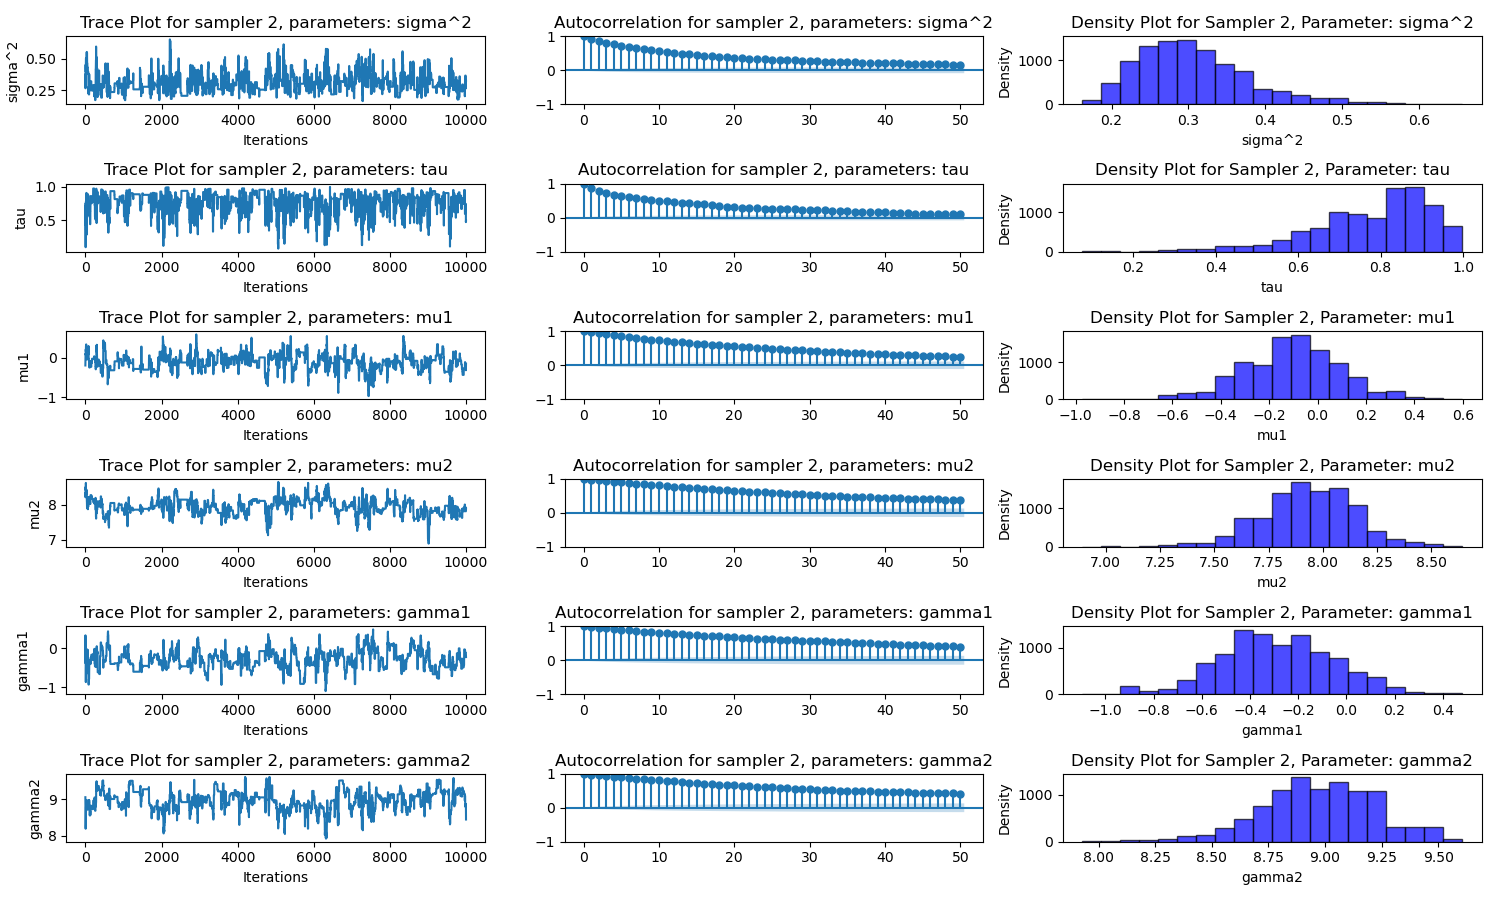 Trace Plot for sampler 2, parameters: sigma^2
sigma^2
0.50
0.25
0 2000 4000 6000 8000 10000
Iterations
Autocorrelation for sampler 2, parameters: sigma^2
1
0
−1
0 10 20 30 40 50
Density Plot for Sampler 2, Parameter: sigma^2
Density
1000
0
0.2 0.3 0.4 0.5 0.6
sigma^2
Trace Plot for sampler 2, parameters: tau
tau
1.0
0.5
0 2000 4000 6000 8000 10000
Iterations
Autocorrelation for sampler 2, parameters: tau
1
0
−1
0 10 20 30 40 50
Density Plot for Sampler 2, Parameter: tau
Density
1000
0
0.2 0.4 0.6 0.8 1.0
tau
Trace Plot for sampler 2, parameters: mu1
mu1
0
−1
0 2000 4000 6000 8000 10000
Iterations
Autocorrelation for sampler 2, parameters: mu1
1
0
−1
0 10 20 30 40 50
Density Plot for Sampler 2, Parameter: mu1
Density
1000
0
−1.0 −0.8 −0.6 −0.4 −0.2 0.0 0.2 0.4 0.6
mu1
Trace Plot for sampler 2, parameters: mu2
mu2
8
7
0 2000 4000 6000 8000 10000
Iterations
Autocorrelation for sampler 2, parameters: mu2
1
0
−1
0 10 20 30 40 50
Density Plot for Sampler 2, Parameter: mu2
Density
1000
0
7.00 7.25 7.50 7.75 8.00 8.25 8.50
mu2
Trace Plot for sampler 2, parameters: gamma1
gamma1
0
−1
0 2000 4000 6000 8000 10000
Iterations
Autocorrelation for sampler 2, parameters: gamma1
1
0
−1
0 10 20 30 40 50
Density Plot for Sampler 2, Parameter: gamma1
Density
1000
0
−1.0 −0.8 −0.6 −0.4 −0.2 0.0 0.2 0.4
gamma1
Trace Plot for sampler 2, parameters: gamma2
gamma2
9
8
0 2000 4000 6000 8000 10000
Iterations
Autocorrelation for sampler 2, parameters: gamma2
1
0
−1
0 10 20 30 40 50
Density Plot for Sampler 2, Parameter: gamma2
Density
1000
0
8.00 8.25 8.50 8.75 9.00 9.25 9.50
gamma2